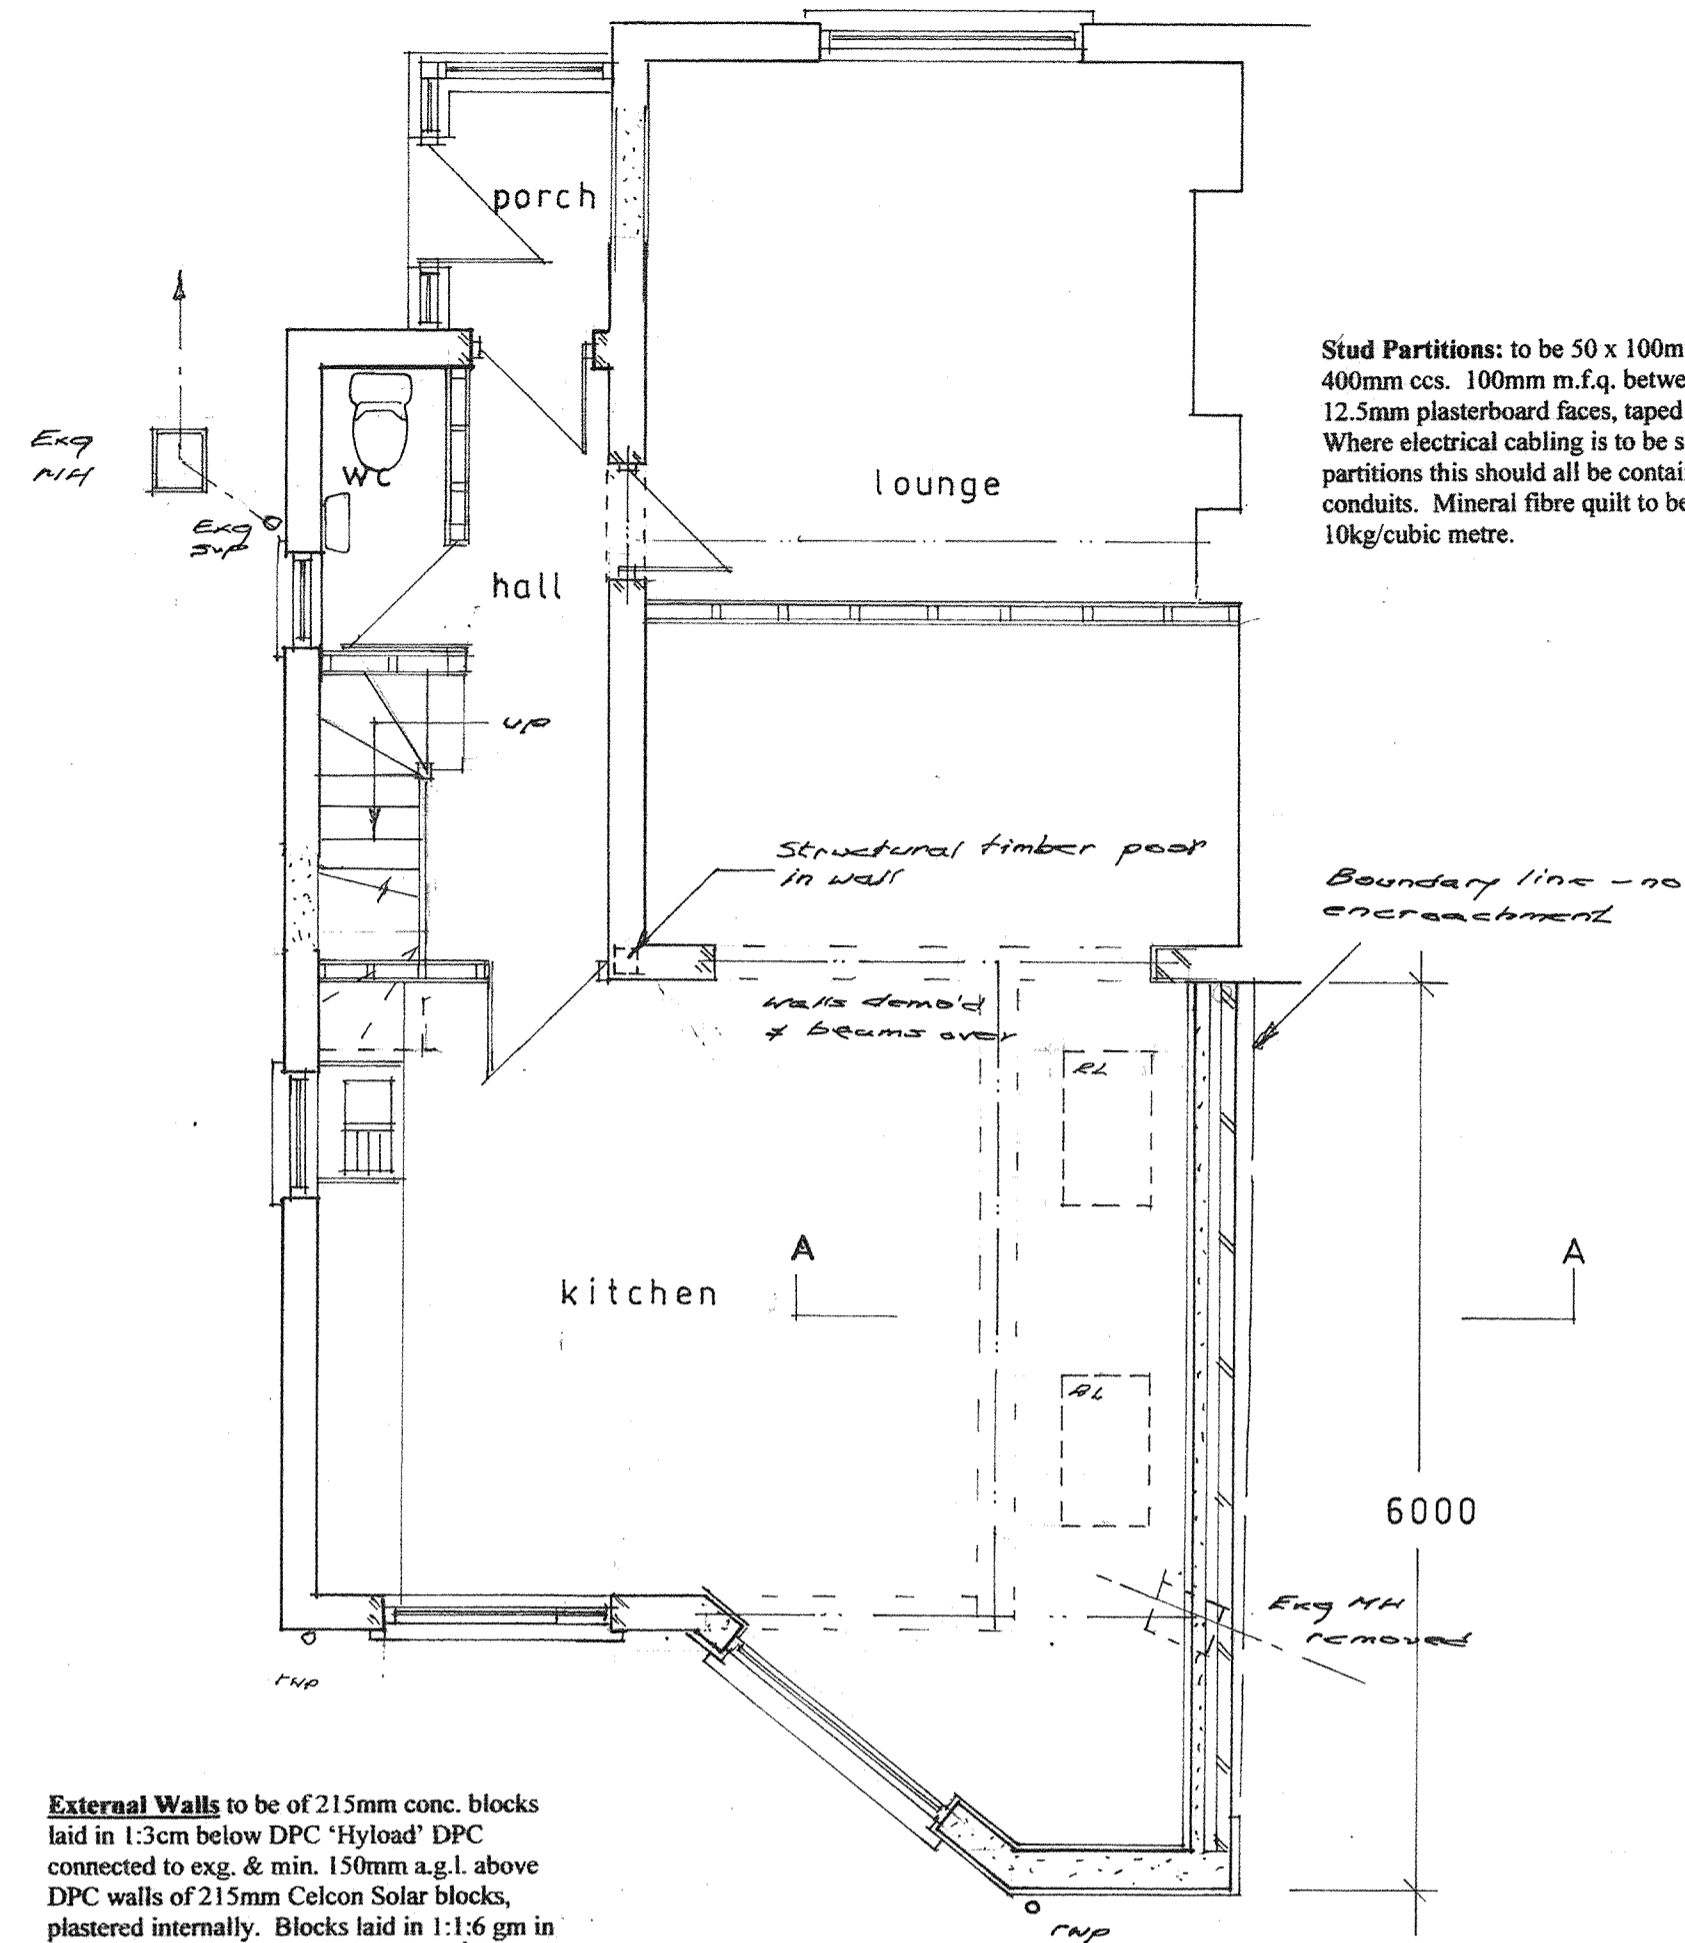 porch
Stud Partitions: to be 50 x 100m
400mm ccs. 100mm m.f.q. betwe
12.5mm plasterboard faces, taped
Where electrical cabling is to be s
partitions this should all be contai
conduits. Mineral fibre quilt to be
10kg/cubic metre.
Exg
MH
WC
lounge
Exg
svp
hall
up
Structural timber post
in wall
Boundary line - no
encroachment
walls demo'd
& beams over
RL
A
A
kitchen
RL
6000
Exg MH
removed
rwp
External Walls to be of 215mm conc. blocks
laid in 1:3cm below DPC ‘Hyload’ DPC
connected to exg. & min. 150mm a.g.l. above
DPC walls of 215mm Celcon Solar blocks,
plastered internally. Blocks laid in 1:1:6 gm in
rwp